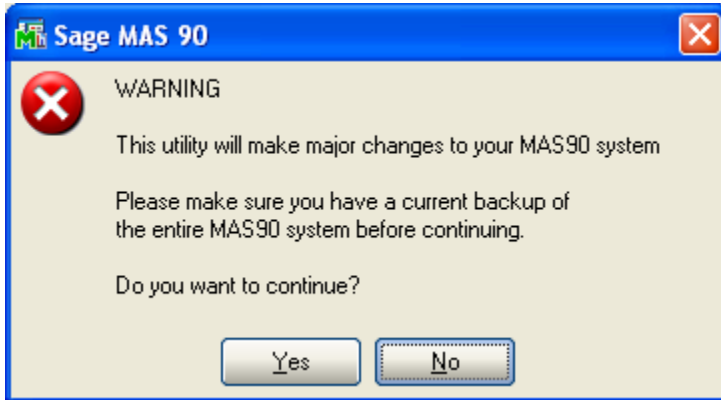 Sage MAS 90
WARNING
This utility will make major changes to your MAS90 system
Please make sure you have a current backup of
the entire MAS90 system before continuing.
Do you want to continue?
Yes
No